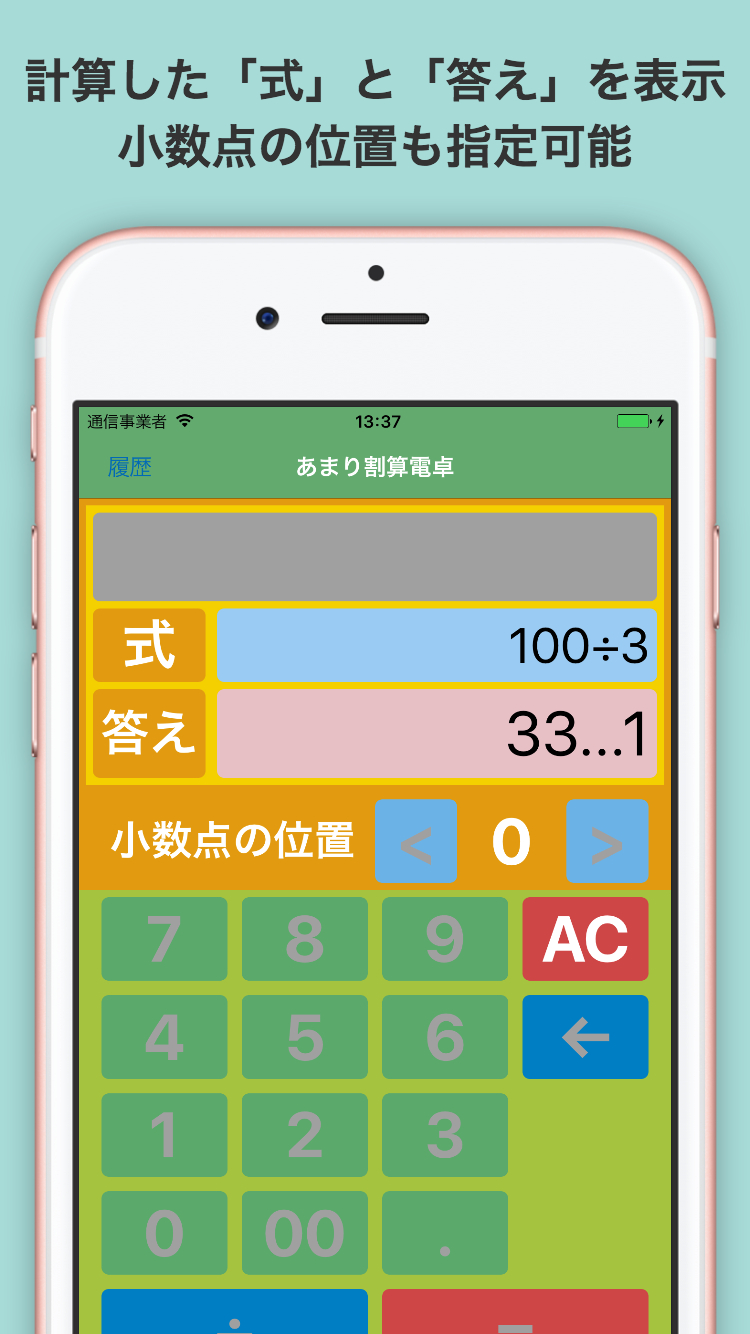 計算した「式」と「答え」を表示
小数点の位置も指定可能
通信事業者 13:37
履歴 あまり割算電卓
式 100÷3
答え 33...1
小数点の位置 < 0 >
7 8 9 AC
4 5 6 ←
1 2 3
0 00 .
÷ =